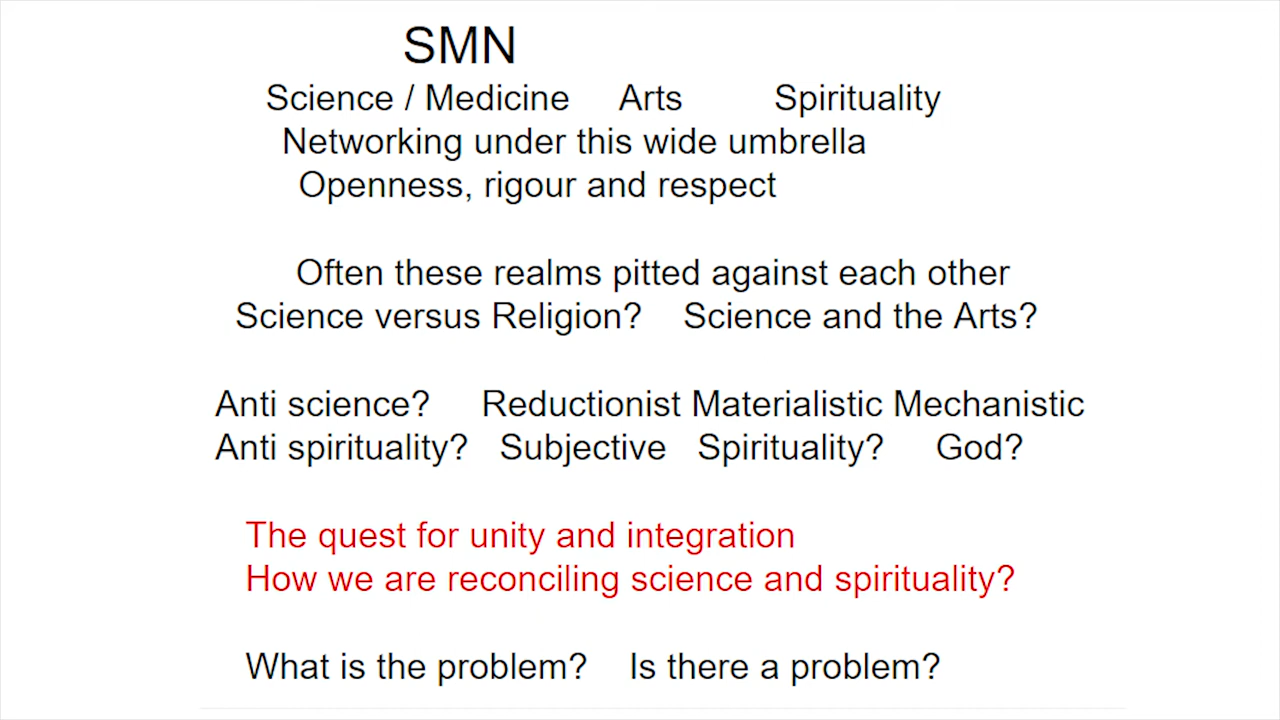 SMN
Science / Medicine Arts Spirituality
Networking under this wide umbrella
Openness, rigour and respect
Often these realms pitted against each other
Science versus Religion? Science and the Arts?
Anti science? Reductionist Materialistic Mechanistic
Anti spirituality? Subjective Spirituality? God?
The quest for unity and integration
How we are reconciling science and spirituality?
What is the problem? Is there a problem?